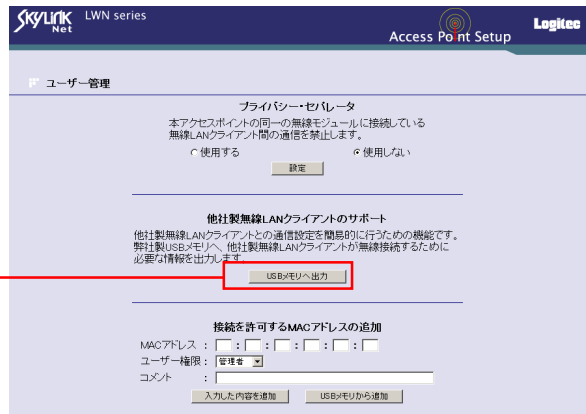 SKYLINK Net LWN series
Access Point Setup
Logitec
ユーザー管理
プライバシー・セパレータ
本アクセスポイントの同一の無線モジュールに接続している
無線LANクライアント間の通信を禁止します。
使用する 使用しない
設定
他社製無線LANクライアントのサポート
他社製無線LANクライアントとの通信設定を簡易的に行うための機能です。
弊社製USBメモリへ、他社製無線LANクライアントが無線接続するために
必要な情報を出力します。
USBメモリへ出力
接続を許可するMACアドレスの追加
MACアドレス : : : : : :
ユーザー権限 : 管理者
コメント :
入力した内容を追加 USBメモリから追加